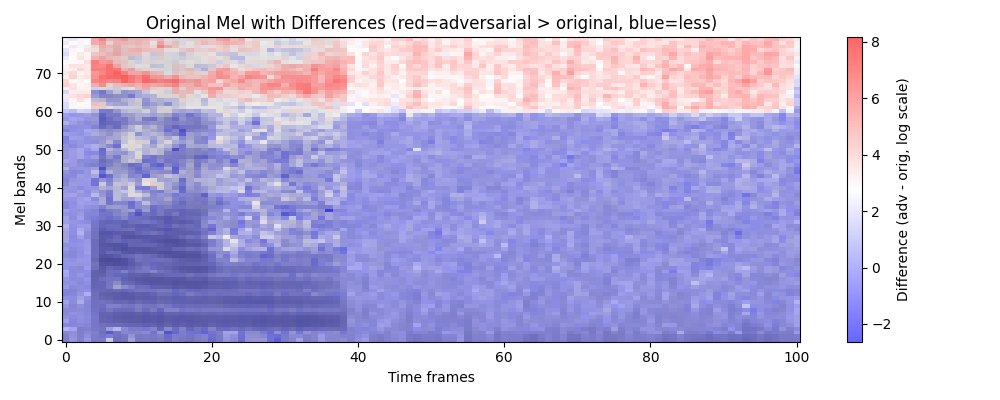 Original Mel with Differences (red=adversarial > original, blue=less)
Mel bands
70
60
50
40
30
20
10
0
0 20 40 60 80 100
Time frames
8
6
4
2
0
−2
Difference (adv - orig, log scale)